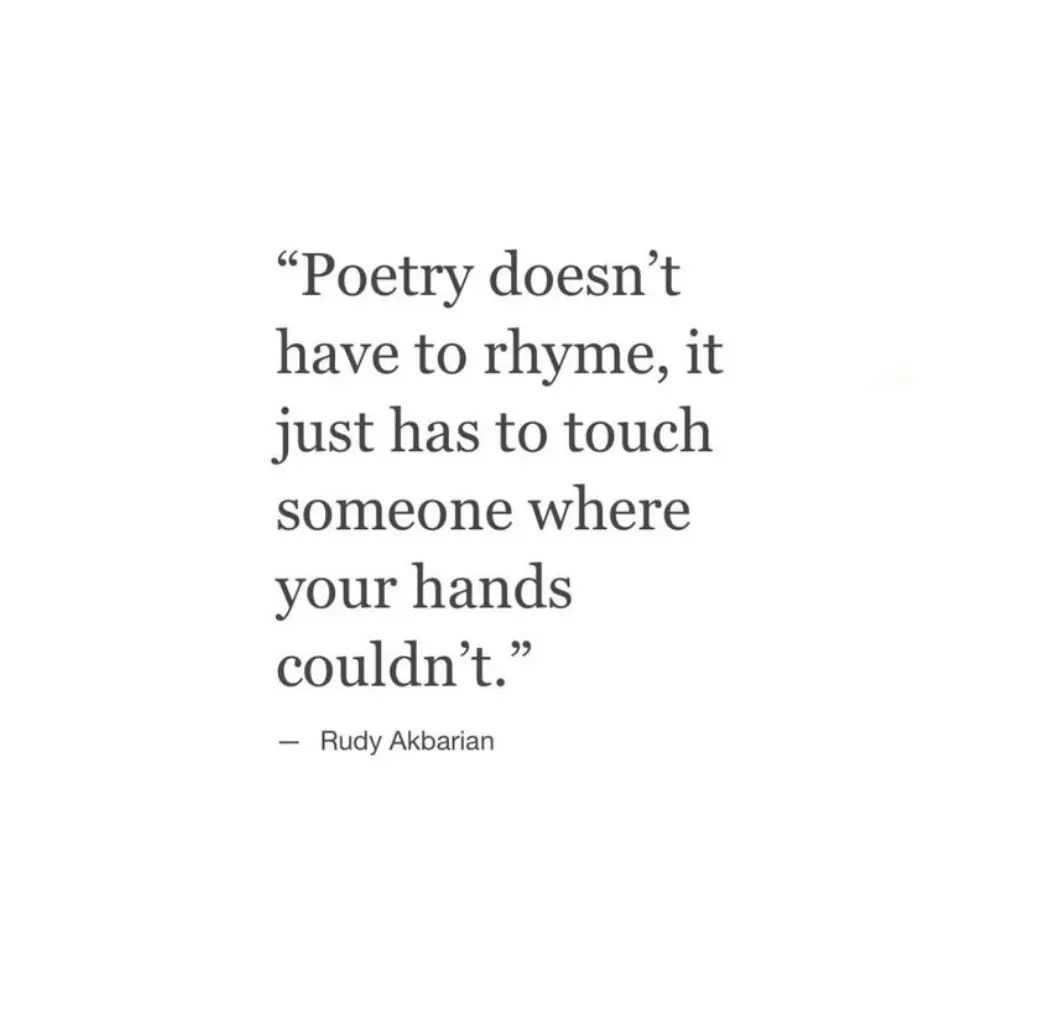 “Poetry doesn’t
have to rhyme, it
just has to touch
someone where
your hands
couldn’t.”
— Rudy Akbarian